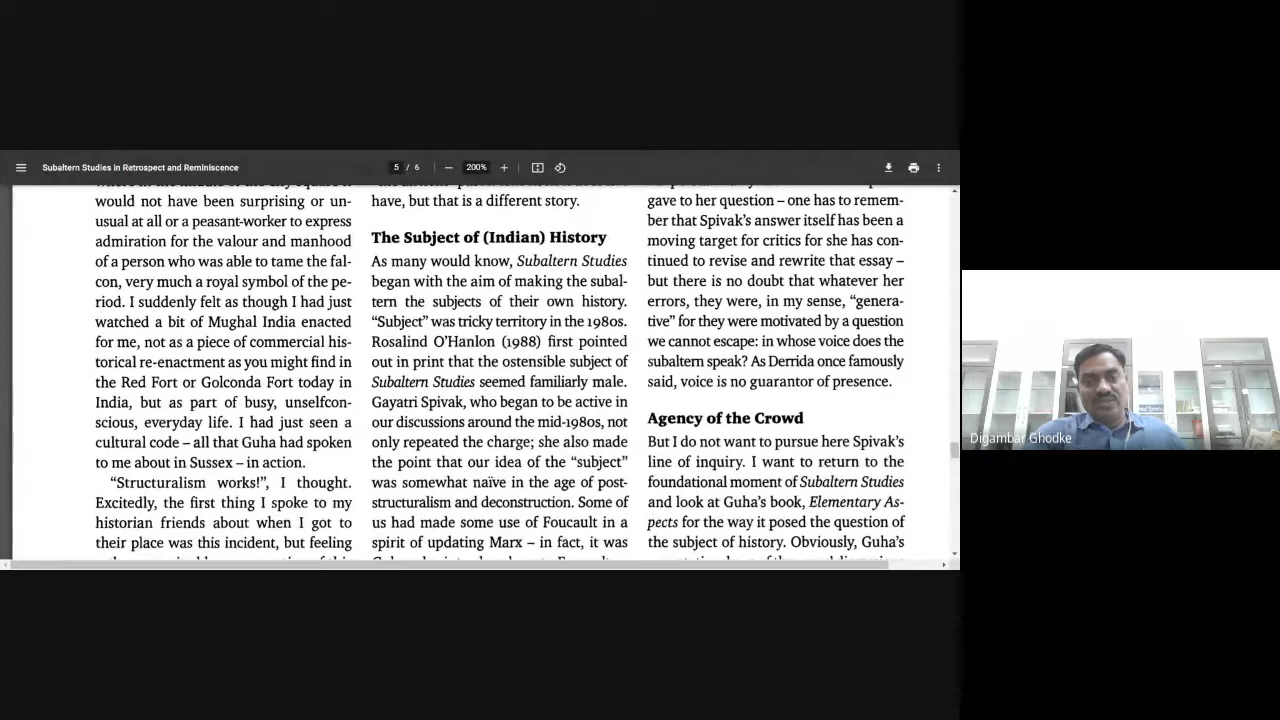 Subaltern Studies in Retrospect and Reminiscence
5 / 6
200%
would not have been surprising or un-
usual at all or a peasant-worker to express
admiration for the valour and manhood
of a person who was able to tame the fal-
con, very much a royal symbol of the pe-
riod. I suddenly felt as though I had just
watched a bit of Mughal India enacted
for me, not as a piece of commercial his-
torical re-enactment as you might find in
the Red Fort or Golconda Fort today in
India, but as part of busy, unselfcon-
scious, everyday life. I had just seen a
cultural code – all that Guha had spoken
to me about in Sussex – in action.
“Structuralism works!”, I thought.
Excitedly, the first thing I spoke to my
historian friends about when I got to
their place was this incident, but feeling
have, but that is a different story.
The Subject of (Indian) History
As many would know, Subaltern Studies
began with the aim of making the subal-
tern the subjects of their own history.
“Subject” was tricky territory in the 1980s.
Rosalind O’Hanlon (1988) first pointed
out in print that the ostensible subject of
Subaltern Studies seemed familiarly male.
Gayatri Spivak, who began to be active in
our discussions around the mid-1980s, not
only repeated the charge; she also made
the point that our idea of the “subject”
was somewhat naïve in the age of post-
structuralism and deconstruction. Some of
us had made some use of Foucault in a
spirit of updating Marx – in fact, it was
gave to her question – one has to remem-
ber that Spivak’s answer itself has been a
moving target for critics for she has con-
tinued to revise and rewrite that essay –
but there is no doubt that whatever her
errors, they were, in my sense, “genera-
tive” for they were motivated by a question
we cannot escape: in whose voice does the
subaltern speak? As Derrida once famously
said, voice is no guarantor of presence.
Agency of the Crowd
But I do not want to pursue here Spivak’s
line of inquiry. I want to return to the
foundational moment of Subaltern Studies
and look at Guha’s book, Elementary As-
pects for the way it posed the question of
the subject of history. Obviously, Guha’s
Digambar Ghodke